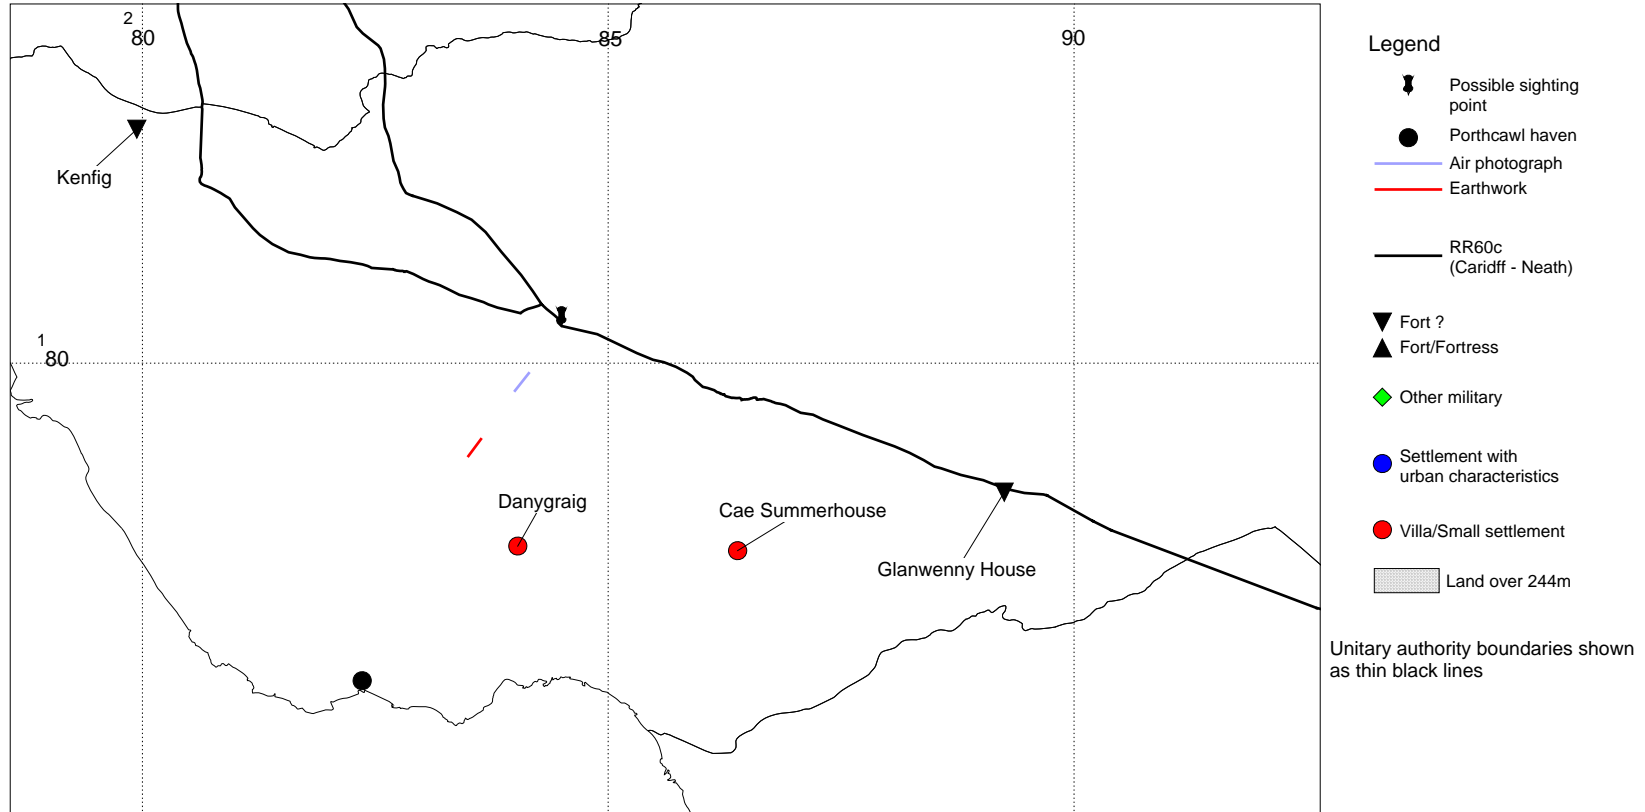 2
80
85
90
Kenfig
1
80
Danygraig
Cae Summerhouse
Glanwenny House
Legend
Possible sighting
point
Porthcawl haven
Air photograph
Earthwork
RR60c
(Caridff - Neath)
Fort ?
Fort/Fortress
Other military
Settlement with
urban characteristics
Villa/Small settlement
Land over 244m
Unitary authority boundaries shown
as thin black lines